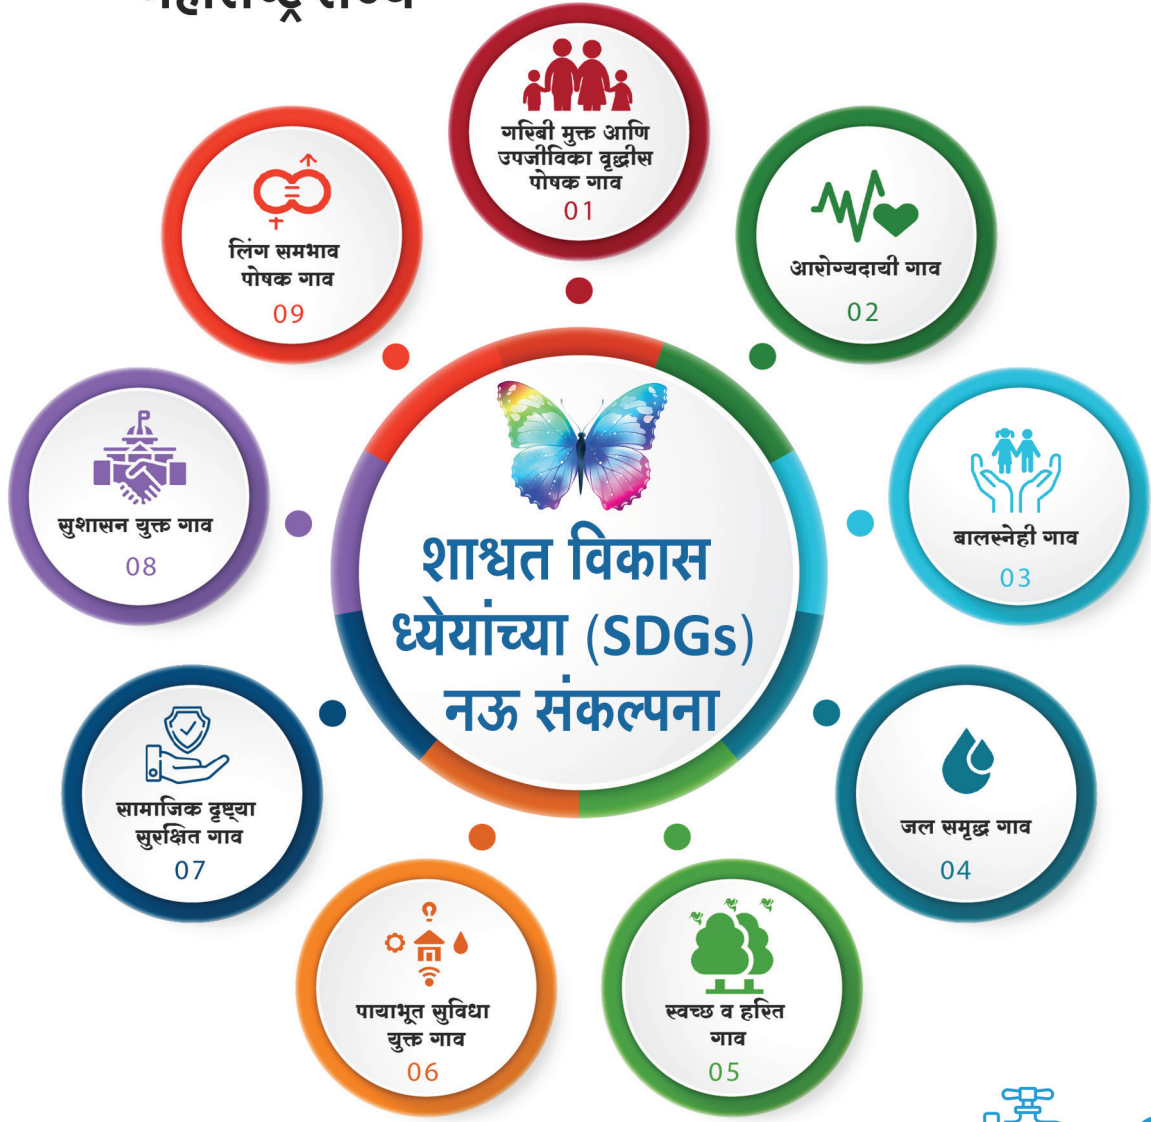 महाराष्ट्र राज्य
गरिबी मुक्त आणि
उपजीविका वृद्धीस
पोषक गाव
01
आरोग्यदायी गाव
02
बालस्नेही गाव
03
जल समृद्ध गाव
04
स्वच्छ व हरित
गाव
05
पायाभूत सुविधा
युक्त गाव
06
सामाजिक दृष्ट्या
सुरक्षित गाव
07
सुशासन युक्त गाव
08
लिंग समभाव
पोषक गाव
09
शाश्वत विकास
ध्येयांच्या (SDGs)
नऊ संकल्पना